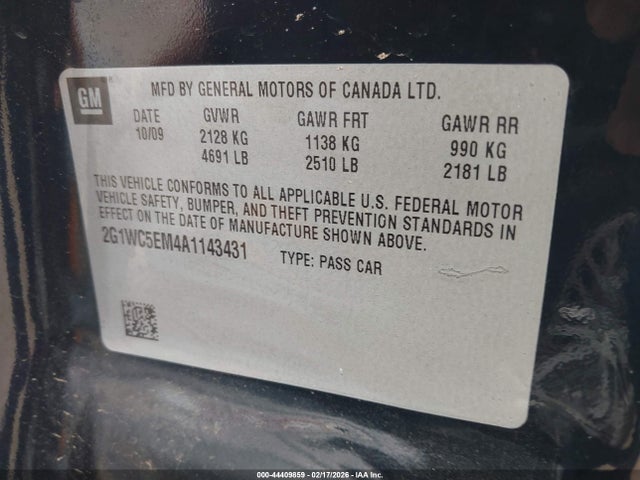 GM
MFD BY GENERAL MOTORS OF CANADA LTD.
DATE GVWR GAWR FRT GAWR RR
10/09 2128 KG 1138 KG 990 KG
4691 LB 2510 LB 2181 LB
THIS VEHICLE CONFORMS TO ALL APPLICABLE U.S. FEDERAL MOTOR
VEHICLE SAFETY, BUMPER, AND THEFT PREVENTION STANDARDS IN
EFFECT ON THE DATE OF MANUFACTURE SHOWN ABOVE.
2G1WC5EM4A1143431 TYPE: PASS CAR
000-44409859 - 02/17/2026 - IAA Inc.